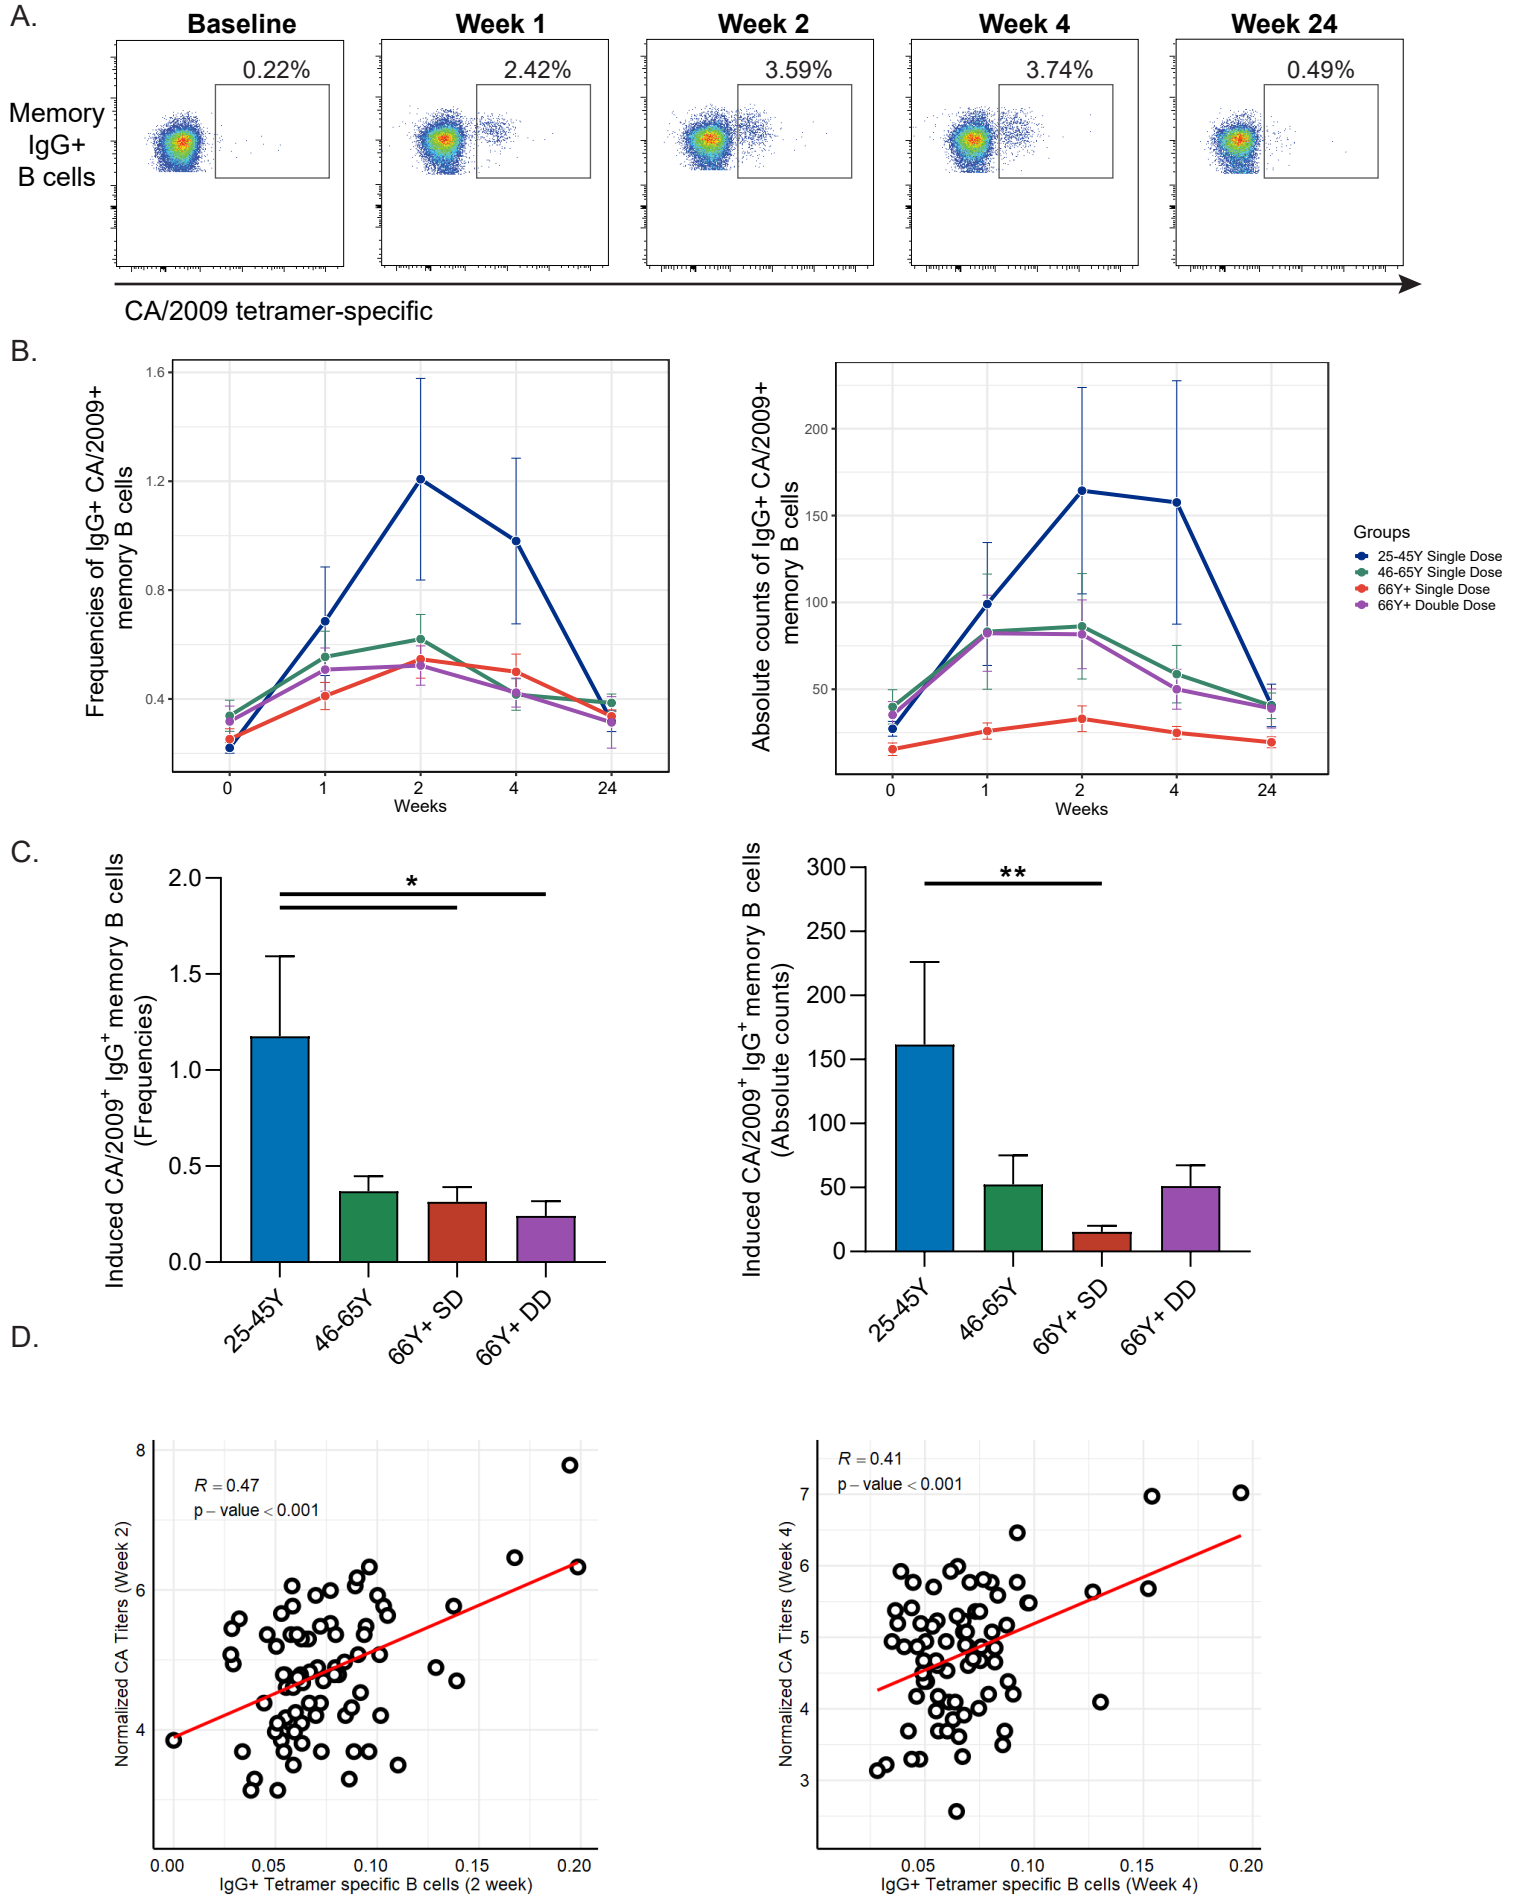 A.
Baseline
Week 1
Week 2
Week 4
Week 24
0.22%
2.42%
3.59%
3.74%
0.49%
Memory
IgG+
B cells
CA/2009 tetramer-specific
B.
Frequencies of IgG+ CA/2009+
memory B cells
1.6
1.2
0.8
0.4
0
1
2
4
24
Weeks
Absolute counts of IgG+ CA/2009+
memory B cells
200
150
100
50
0
1
2
4
24
Weeks
Groups
25-45Y Single Dose
46-65Y Single Dose
66Y+ Single Dose
66Y+ Double Dose
C.
Induced CA/2009+ IgG+ memory B cells
(Frequencies)
2.0
1.5
1.0
0.5
0.0
*
25-45Y
46-65Y
66Y+ SD
66Y+ DD
Induced CA/2009+ IgG+ memory B cells
(Absolute counts)
300
250
200
150
100
50
0
**
25-45Y
46-65Y
66Y+ SD
66Y+ DD
D.
Normalized CA Titers (Week 2)
8
6
4
R = 0.47
p − value < 0.001
0.00
0.05
0.10
0.15
0.20
IgG+ Tetramer specific B cells (2 week)
Normalized CA Titers (Week 4)
7
6
5
4
3
R = 0.41
p − value < 0.001
0.05
0.10
0.15
0.20
IgG+ Tetramer specific B cells (Week 4)